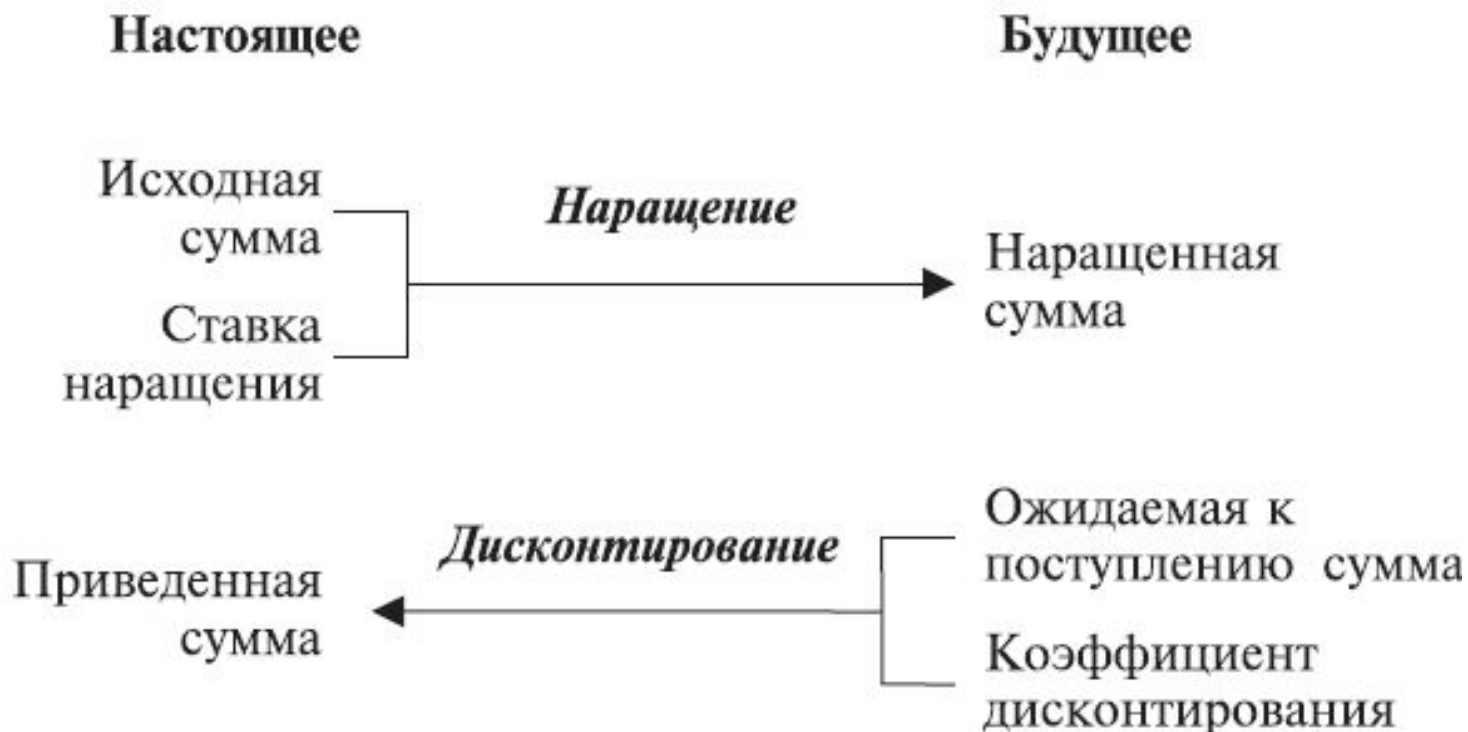 Настоящее
Будущее
Исходная
сумма
Ставка
наращения
Наращение
Наращенная
сумма
Приведенная
сумма
Дисконтирование
Ожидаемая к
поступлению сумма
Коэффициент
дисконтирования